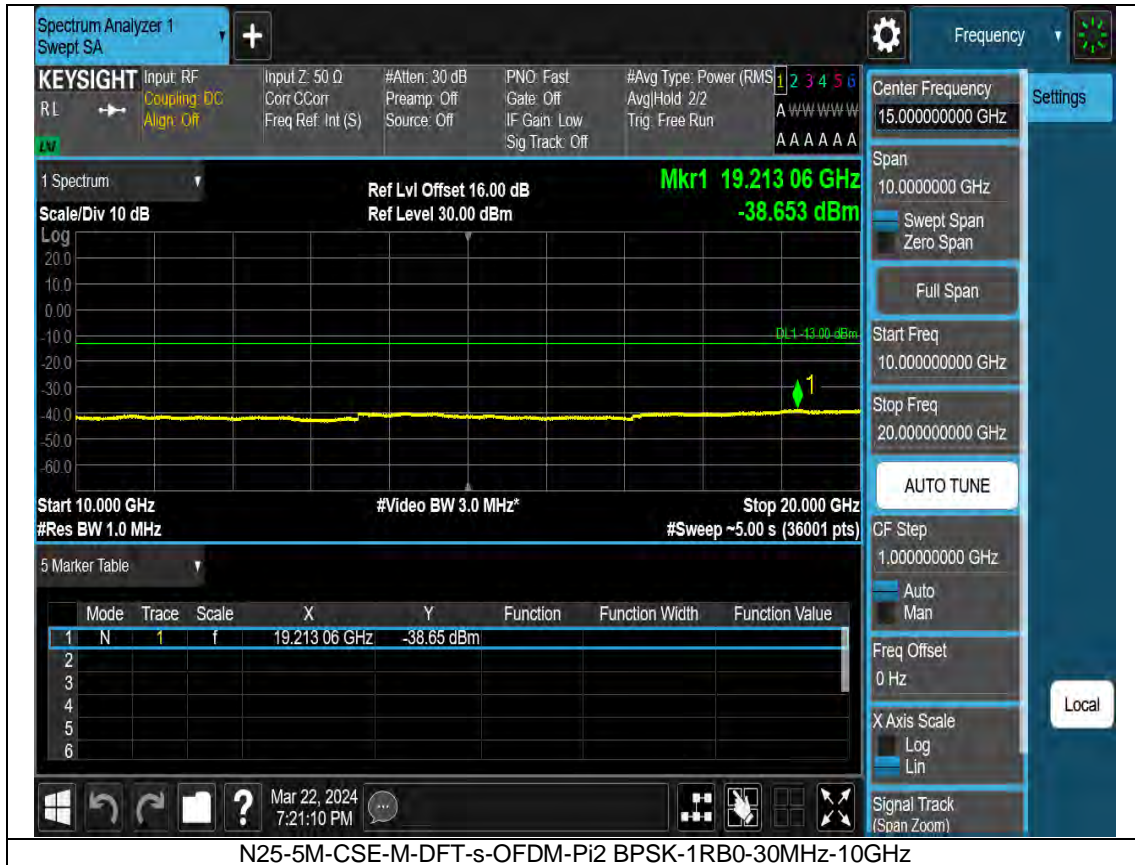 Spectrum Analyzer 1
Swept SA
Frequency
KEYSIGHT
RL
LXI
Input: RF
Coupling: DC
Align: Off
Input Z: 50 Ω
Corr CCorr
Freq Ref: Int (S)
#Atten: 30 dB
Preamp: Off
Source: Off
PNO: Fast
Gate: Off
IF Gain: Low
Sig Track: Off
#Avg Type: Power (RMS
Avg|Hold: 2/2
Trig: Free Run
1 2 3 4 5 6
A W W W W W
A A A A A A
Center Frequency
15.000000000 GHz
Settings
1 Spectrum
Ref Lvl Offset 16.00 dB
Mkr1 19.213 06 GHz
Scale/Div 10 dB
Ref Level 30.00 dBm
-38.653 dBm
Log
20.0
10.0
0.00
-10.0
-20.0
-30.0
-40.0
-50.0
-60.0
DL1 -13.00 dBm
1
Start 10.000 GHz
#Video BW 3.0 MHz*
Stop 20.000 GHz
#Res BW 1.0 MHz
#Sweep ~5.00 s (36001 pts)
Span
10.0000000 GHz
Swept Span
Zero Span
Full Span
Start Freq
10.000000000 GHz
Stop Freq
20.000000000 GHz
AUTO TUNE
CF Step
1.000000000 GHz
Auto
Man
Freq Offset
0 Hz
X Axis Scale
Log
Lin
Signal Track
(Span Zoom)
Local
5 Marker Table
Mode Trace Scale X Y Function Function Width Function Value
1 N 1 f 19.213 06 GHz -38.65 dBm
2
3
4
5
6
Mar 22, 2024
7:21:10 PM
N25-5M-CSE-M-DFT-s-OFDM-Pi2 BPSK-1RB0-30MHz-10GHz